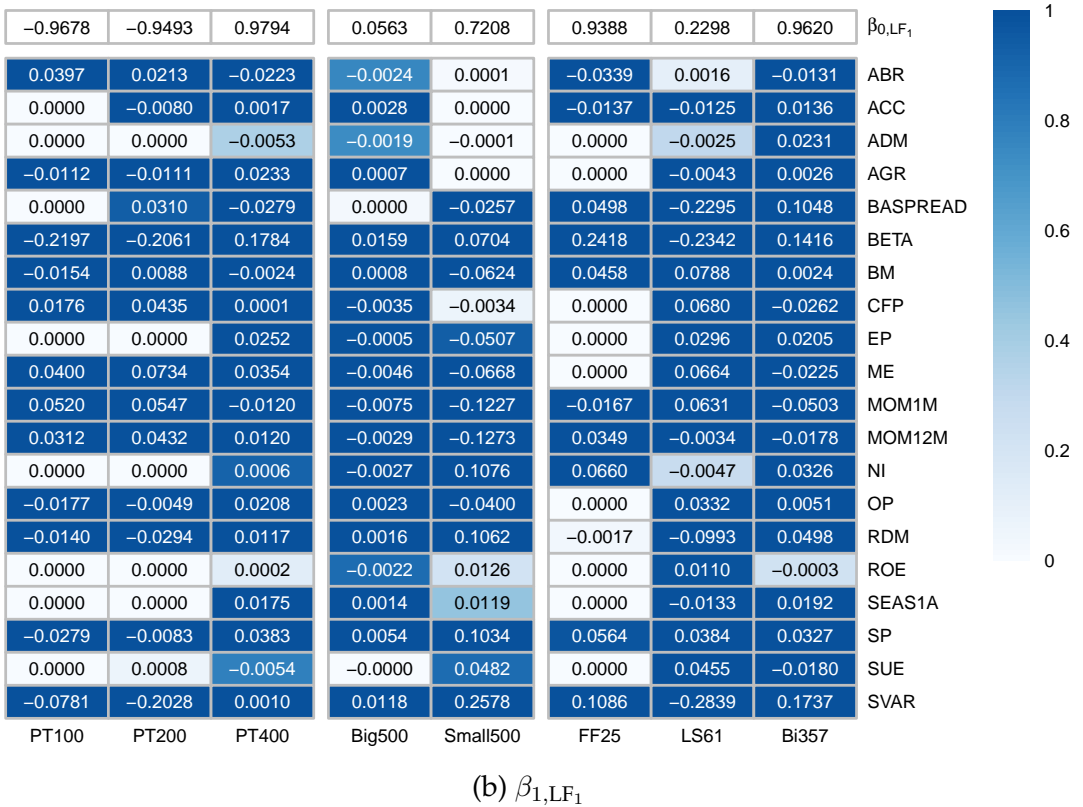 −0.9678 −0.9493 0.9794 0.0563 0.7208 0.9388 0.2298 0.9620 β0,LF1
0.0397 0.0213 −0.0223 −0.0024 0.0001 −0.0339 0.0016 −0.0131 ABR
0.0000 −0.0080 0.0017 0.0028 0.0000 −0.0137 −0.0125 0.0136 ACC
0.0000 0.0000 −0.0053 −0.0019 −0.0001 0.0000 −0.0025 0.0231 ADM
−0.0112 −0.0111 0.0233 0.0007 0.0000 0.0000 −0.0043 0.0026 AGR
0.0000 0.0310 −0.0279 0.0000 −0.0257 0.0498 −0.2295 0.1048 BASPREAD
−0.2197 −0.2061 0.1784 0.0159 0.0704 0.2418 −0.2342 0.1416 BETA
−0.0154 0.0088 −0.0024 0.0008 −0.0624 0.0458 0.0788 0.0024 BM
0.0176 0.0435 0.0001 −0.0035 −0.0034 0.0000 0.0680 −0.0262 CFP
0.0000 0.0000 0.0252 −0.0005 −0.0507 0.0000 0.0296 0.0205 EP
0.0400 0.0734 0.0354 −0.0046 −0.0668 0.0000 0.0664 −0.0225 ME
0.0520 0.0547 −0.0120 −0.0075 −0.1227 −0.0167 0.0631 −0.0503 MOM1M
0.0312 0.0432 0.0120 −0.0029 −0.1273 0.0349 −0.0034 −0.0178 MOM12M
0.0000 0.0000 0.0006 −0.0027 0.1076 0.0660 −0.0047 0.0326 NI
−0.0177 −0.0049 0.0208 0.0023 −0.0400 0.0000 0.0332 0.0051 OP
−0.0140 −0.0294 0.0117 0.0016 0.1062 −0.0017 −0.0993 0.0498 RDM
0.0000 0.0000 0.0002 −0.0022 0.0126 0.0000 0.0110 −0.0003 ROE
0.0000 0.0000 0.0175 0.0014 0.0119 0.0000 −0.0133 0.0192 SEAS1A
−0.0279 −0.0083 0.0383 0.0054 0.1034 0.0564 0.0384 0.0327 SP
0.0000 0.0008 −0.0054 −0.0000 0.0482 0.0000 0.0455 −0.0180 SUE
−0.0781 −0.2028 0.0010 0.0118 0.2578 0.1086 −0.2839 0.1737 SVAR
PT100 PT200 PT400 Big500 Small500 FF25 LS61 Bi357
1
0.8
0.6
0.4
0.2
0
(b) β1,LF1